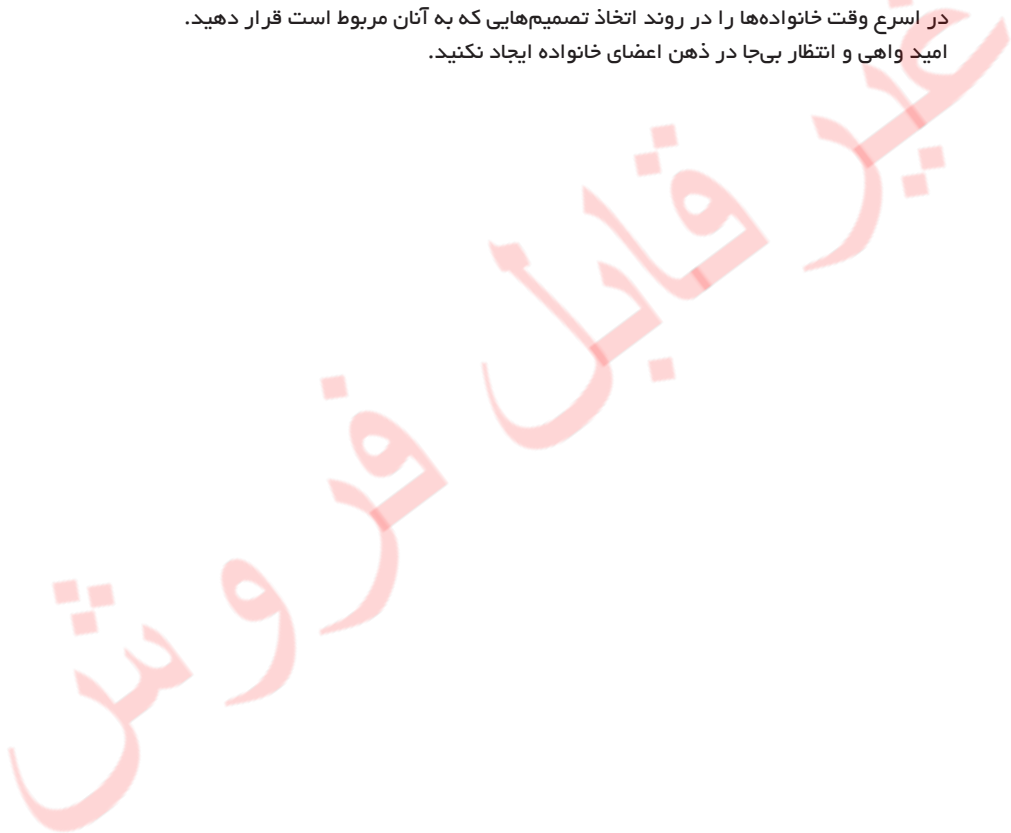 در اسرع وقت خانواده‌ها را در روند اتخاذ تصمیم‌هایی که به آنان مربوط است قرار دهید.
امید واهی و انتظار بی‌جا در ذهن اعضای خانواده ایجاد نکنید.
غیر قابل فروش